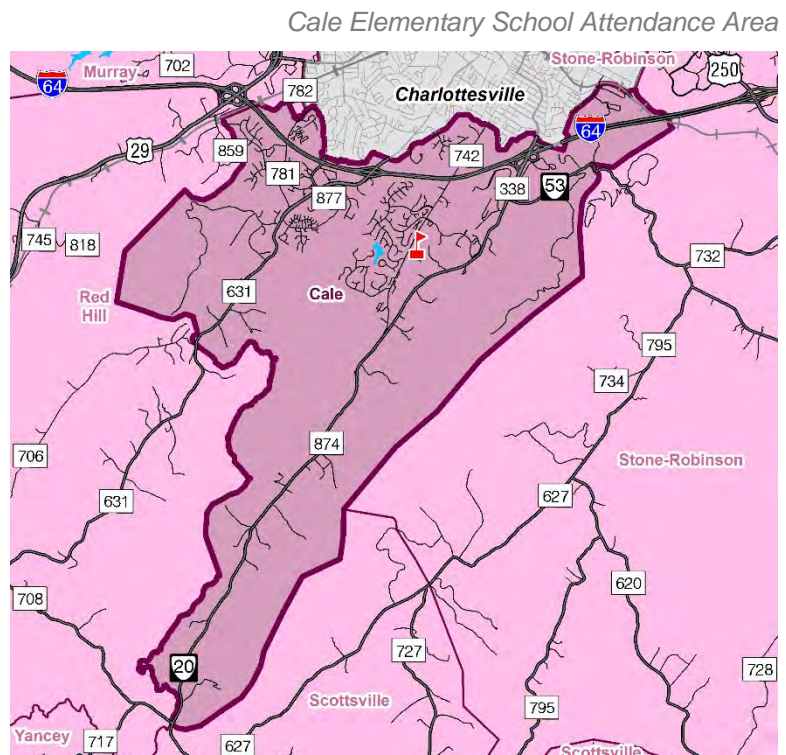 Cale Elementary School Attendance Area
Stone-Robinson
Murray
702
250
64
782
Charlottesville
64
29
859
742
781
877
338
53
745
818
732
Red
Hill
631
Cale
795
734
706
874
Stone-Robinson
631
627
708
620
727
20
728
Scottsville
795
Yancey
717
627
Scottsville